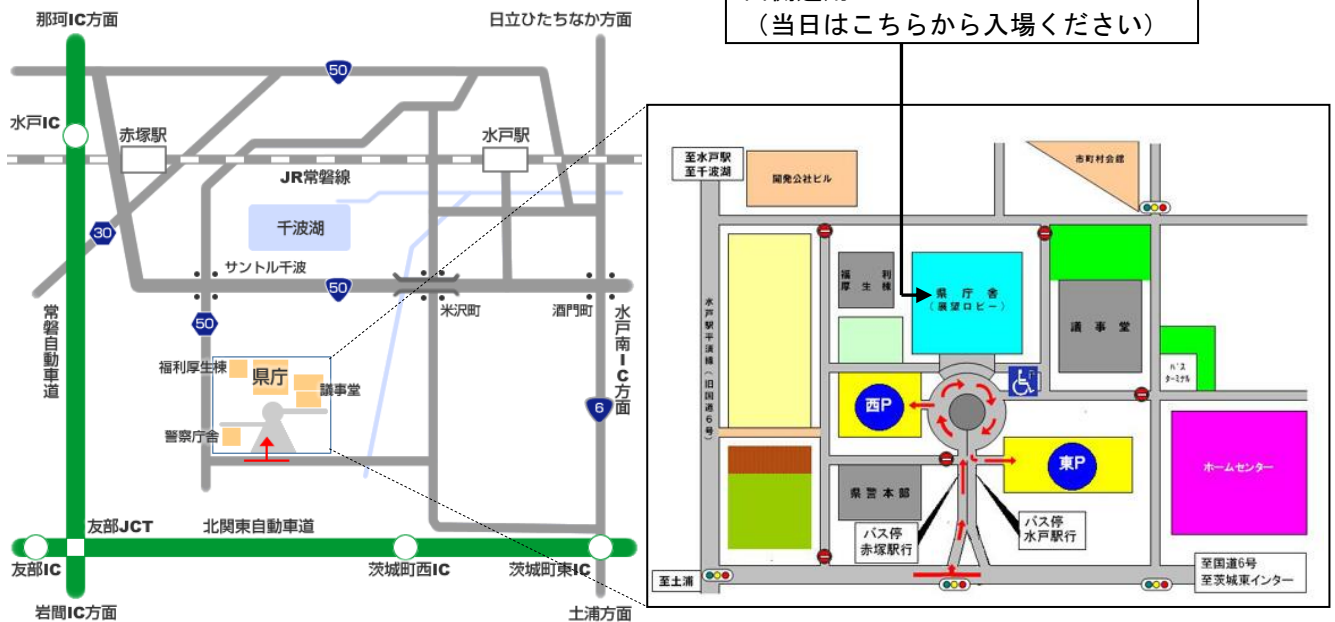 （当日はこちらから入場ください）
那珂IC方面
日立ひたちなか方面
50
水戸IC
赤塚駅
水戸駅
JR常磐線
千波湖
30
サントル千波
50
米沢町
酒門町
50
常磐自動車道
水戸南IC方面
福利厚生棟
県庁
議事堂
警察庁舎
6
友部JCT
北関東自動車道
友部IC
茨城町西IC
茨城町東IC
岩間IC方面
土浦方面
至水戸駅
至千波湖
開発公社ビル
市町村会館
福利
厚生棟
県庁舎
（展望ロビー）
議事堂
水戸駅平須線（旧国道6号）
バス
ターミナル
西P
東P
ホームセンター
県警本部
バス停
赤塚駅行
バス停
水戸駅行
至土浦
至国道6号
至茨城東インター